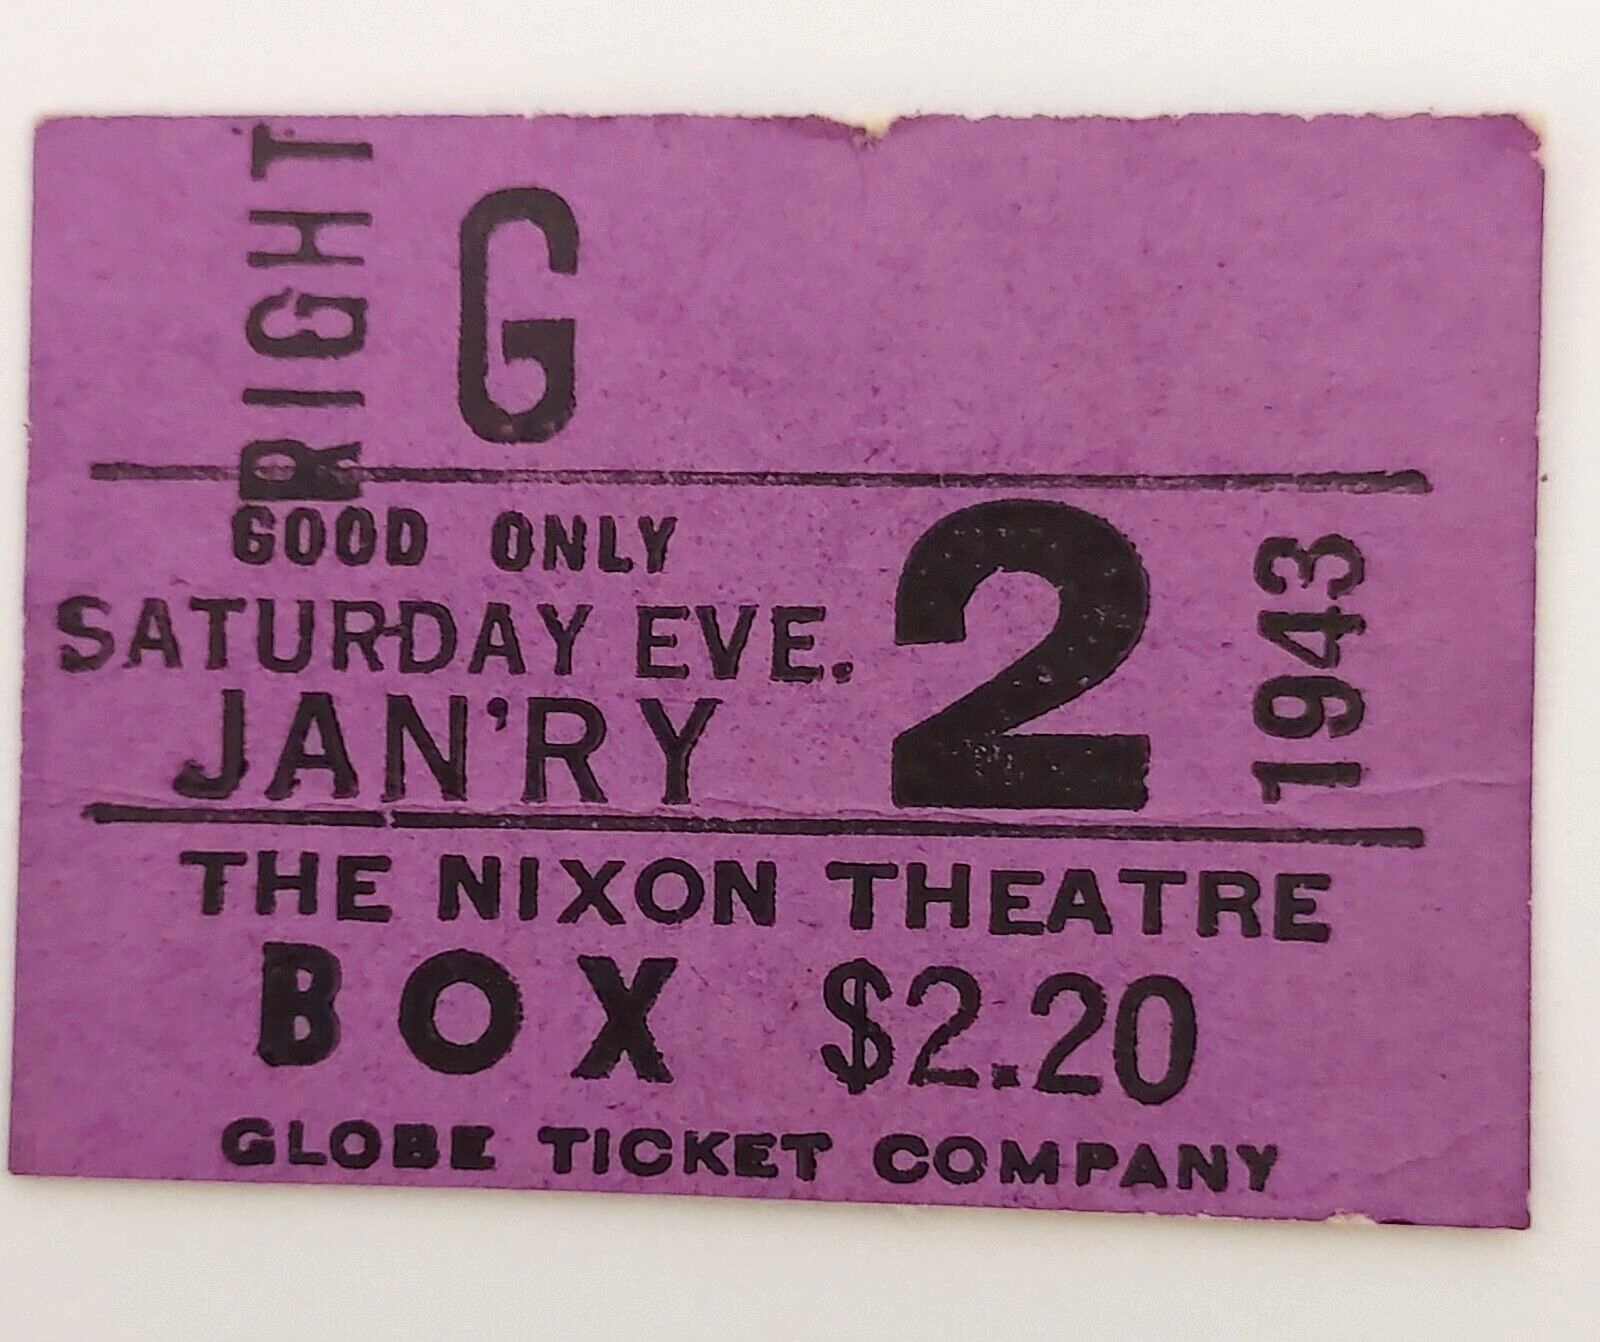 RIGHT
G
GOOD ONLY
SATURDAY EVE.
JAN'RY
2
1943
THE NIXON THEATRE
BOX $2.20
GLOBE TICKET COMPANY